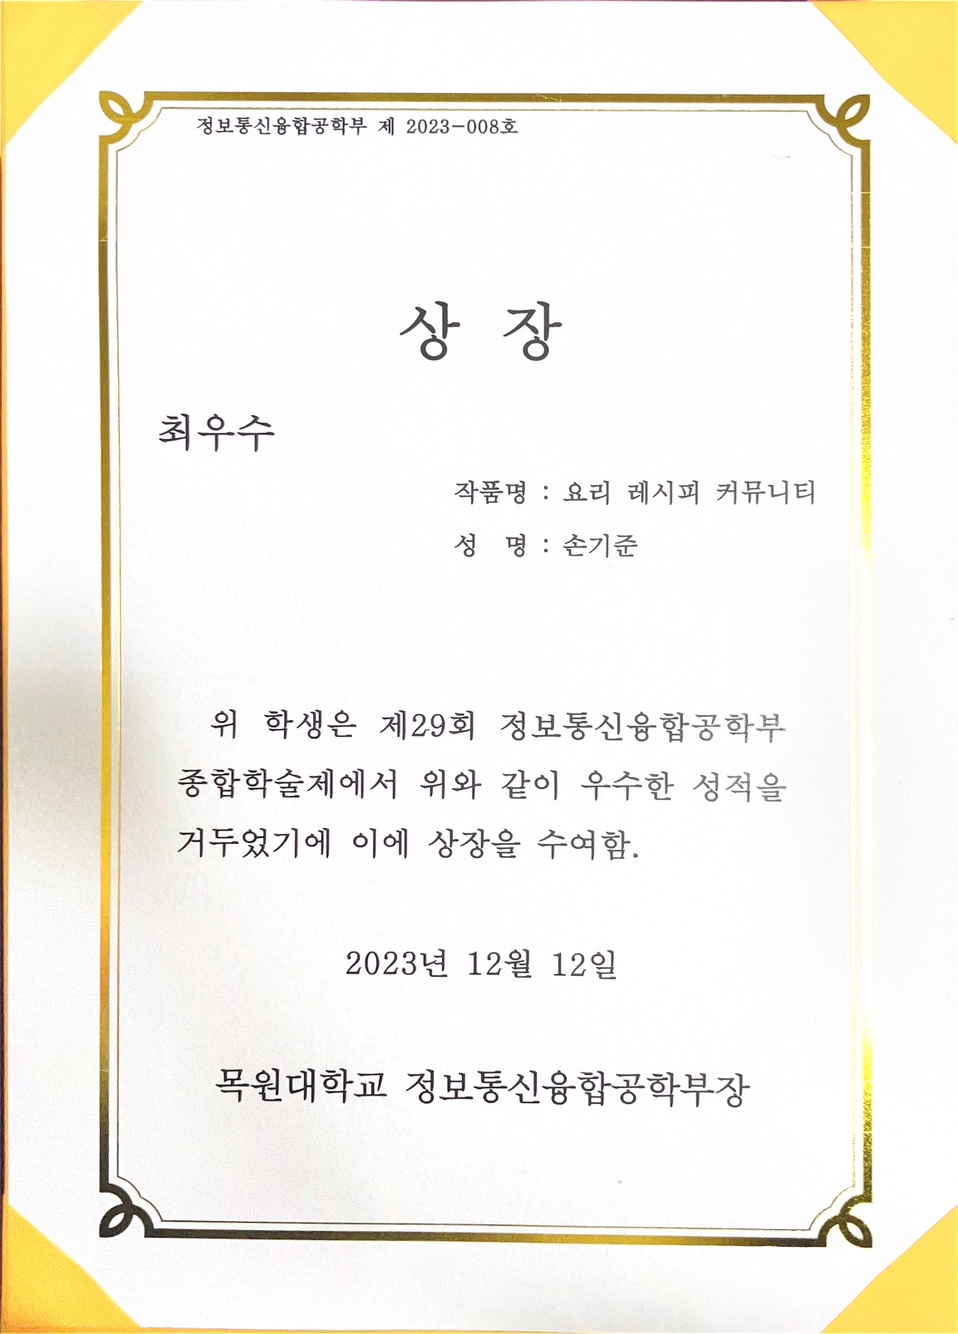 정보통신융합공학부 제 2023-008호
상 장
최우수
작품명 : 요리 레시피 커뮤니티
성 명 : 손기준
위 학생은 제29회 정보통신융합공학부
종합학술제에서 위와 같이 우수한 성적을
거두었기에 이에 상장을 수여함.
2023년 12월 12일
목원대학교 정보통신융합공학부장